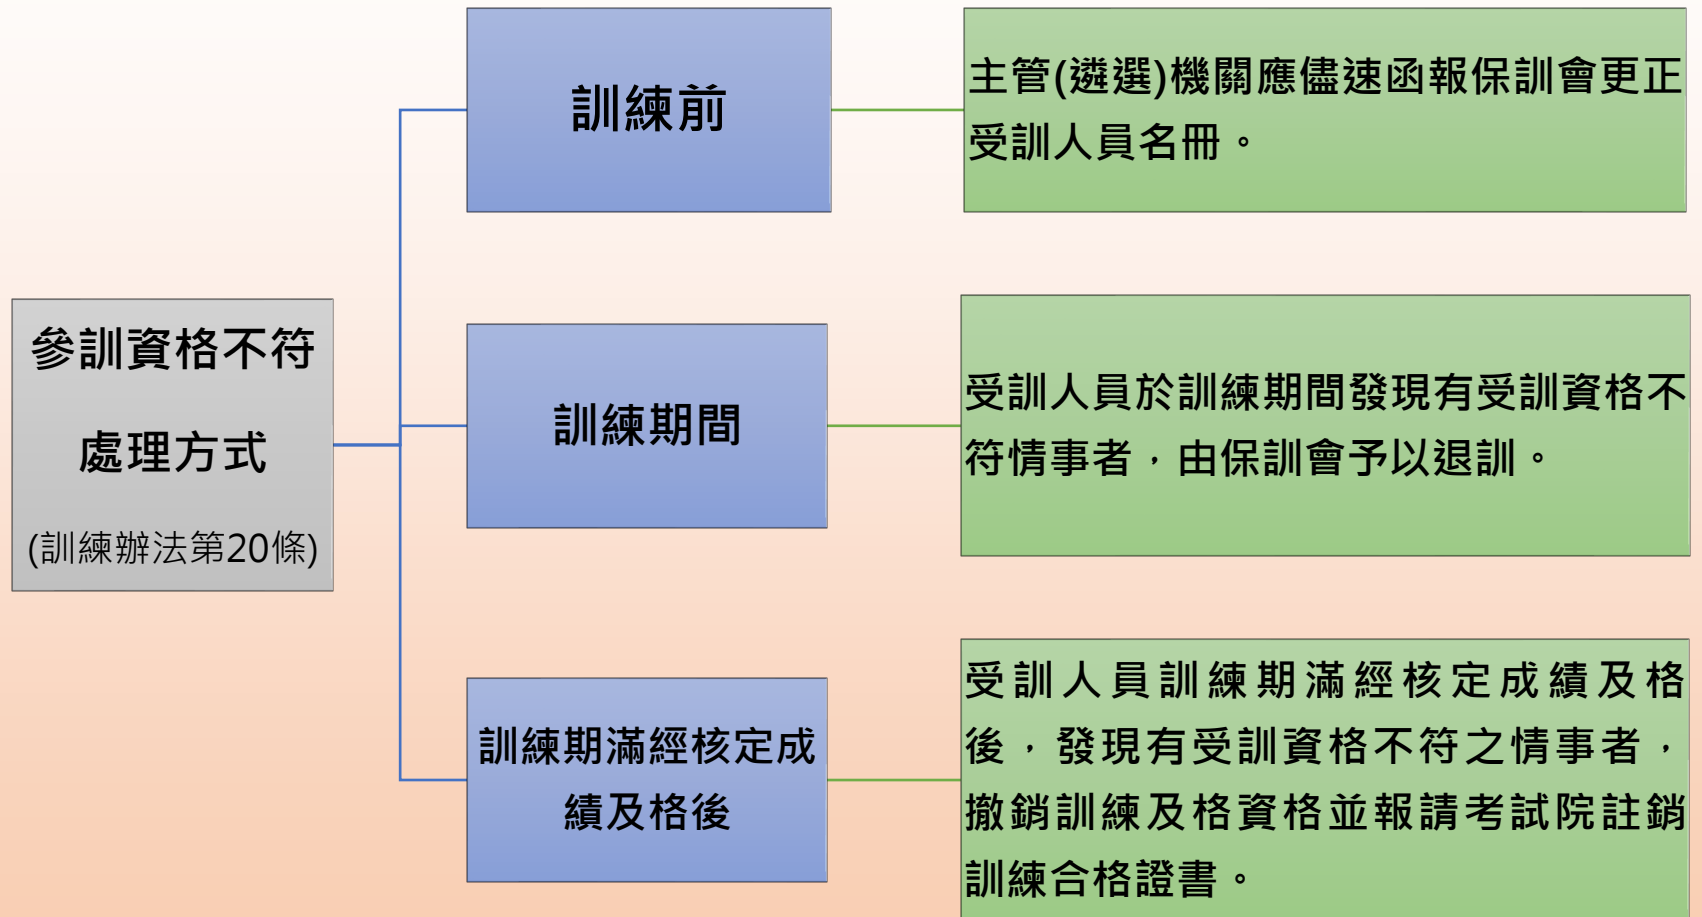 訓練前
主管(遴選)機關應儘速函報保訓會更正
受訓人員名冊。
參訓資格不符
處理方式
(訓練辦法第20條)
訓練期間
受訓人員於訓練期間發現有受訓資格不
符情事者，由保訓會予以退訓。
訓練期滿經核定成
績及格後
受訓人員訓練期滿經核定成績及格
後，發現有受訓資格不符之情事者，
撤銷訓練及格資格並報請考試院註銷
訓練合格證書。